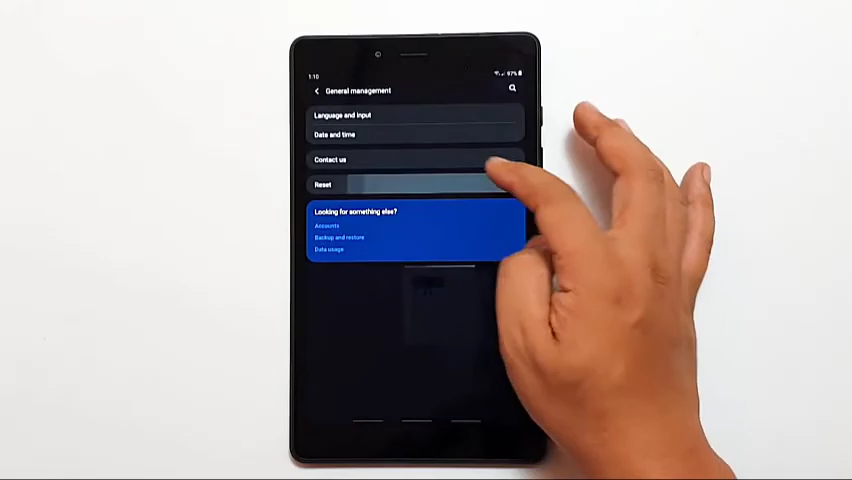 1:10
97%
General management
Language and input
Date and time
Contact us
Reset
Looking for something else?
Accounts
Backup and restore
Data usage